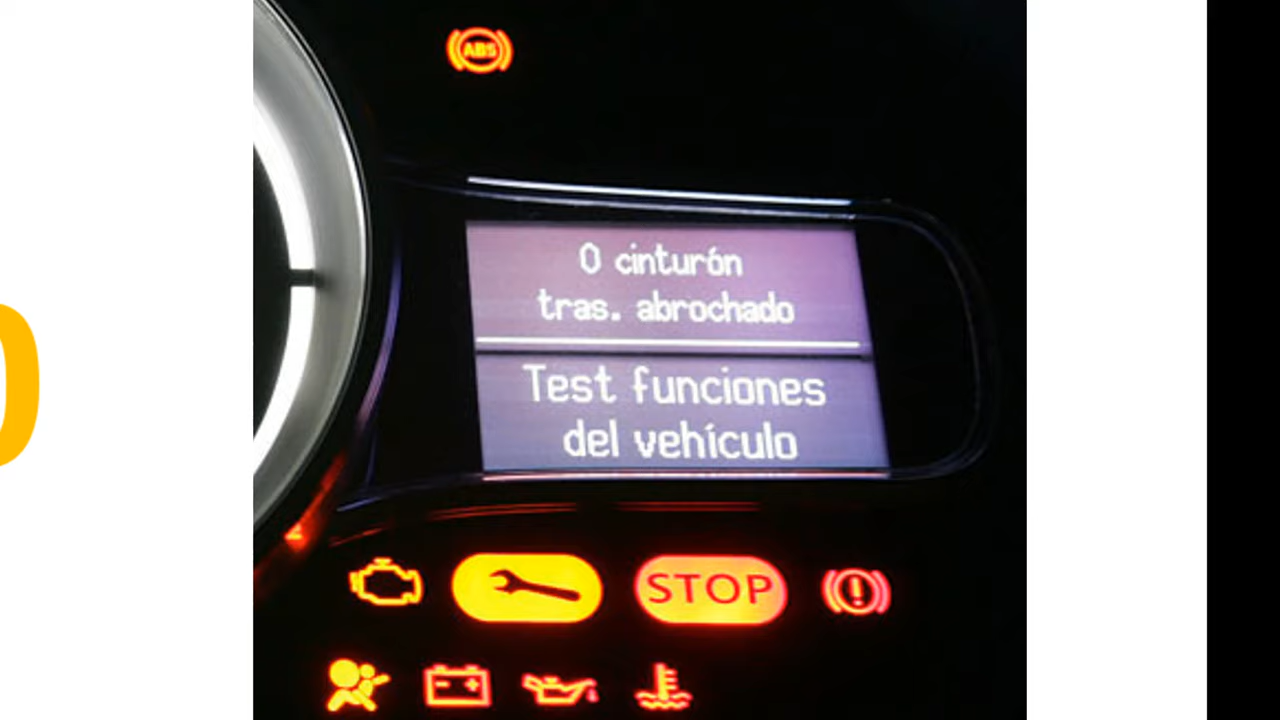 ABS
0 cinturón
tras. abrochado
Test funciones
del vehículo
STOP